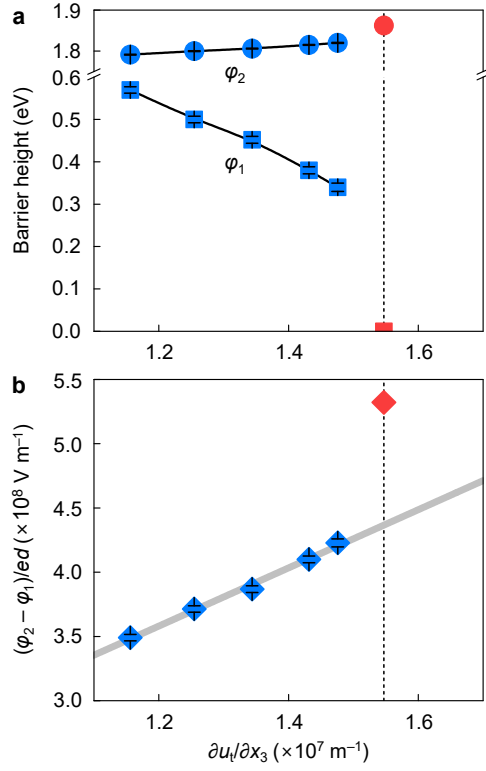 a
1.9
1.8
φ₂
0.6
0.5
φ₁
0.4
0.3
0.2
0.1
0.0
Barrier height (eV)
1.2 1.4 1.6
b
5.5
5.0
4.5
4.0
3.5
3.0
(φ₂ – φ₁)/ed (×10⁸ V m⁻¹)
1.2 1.4 1.6
∂uₜ/∂x₃ (×10⁷ m⁻¹)